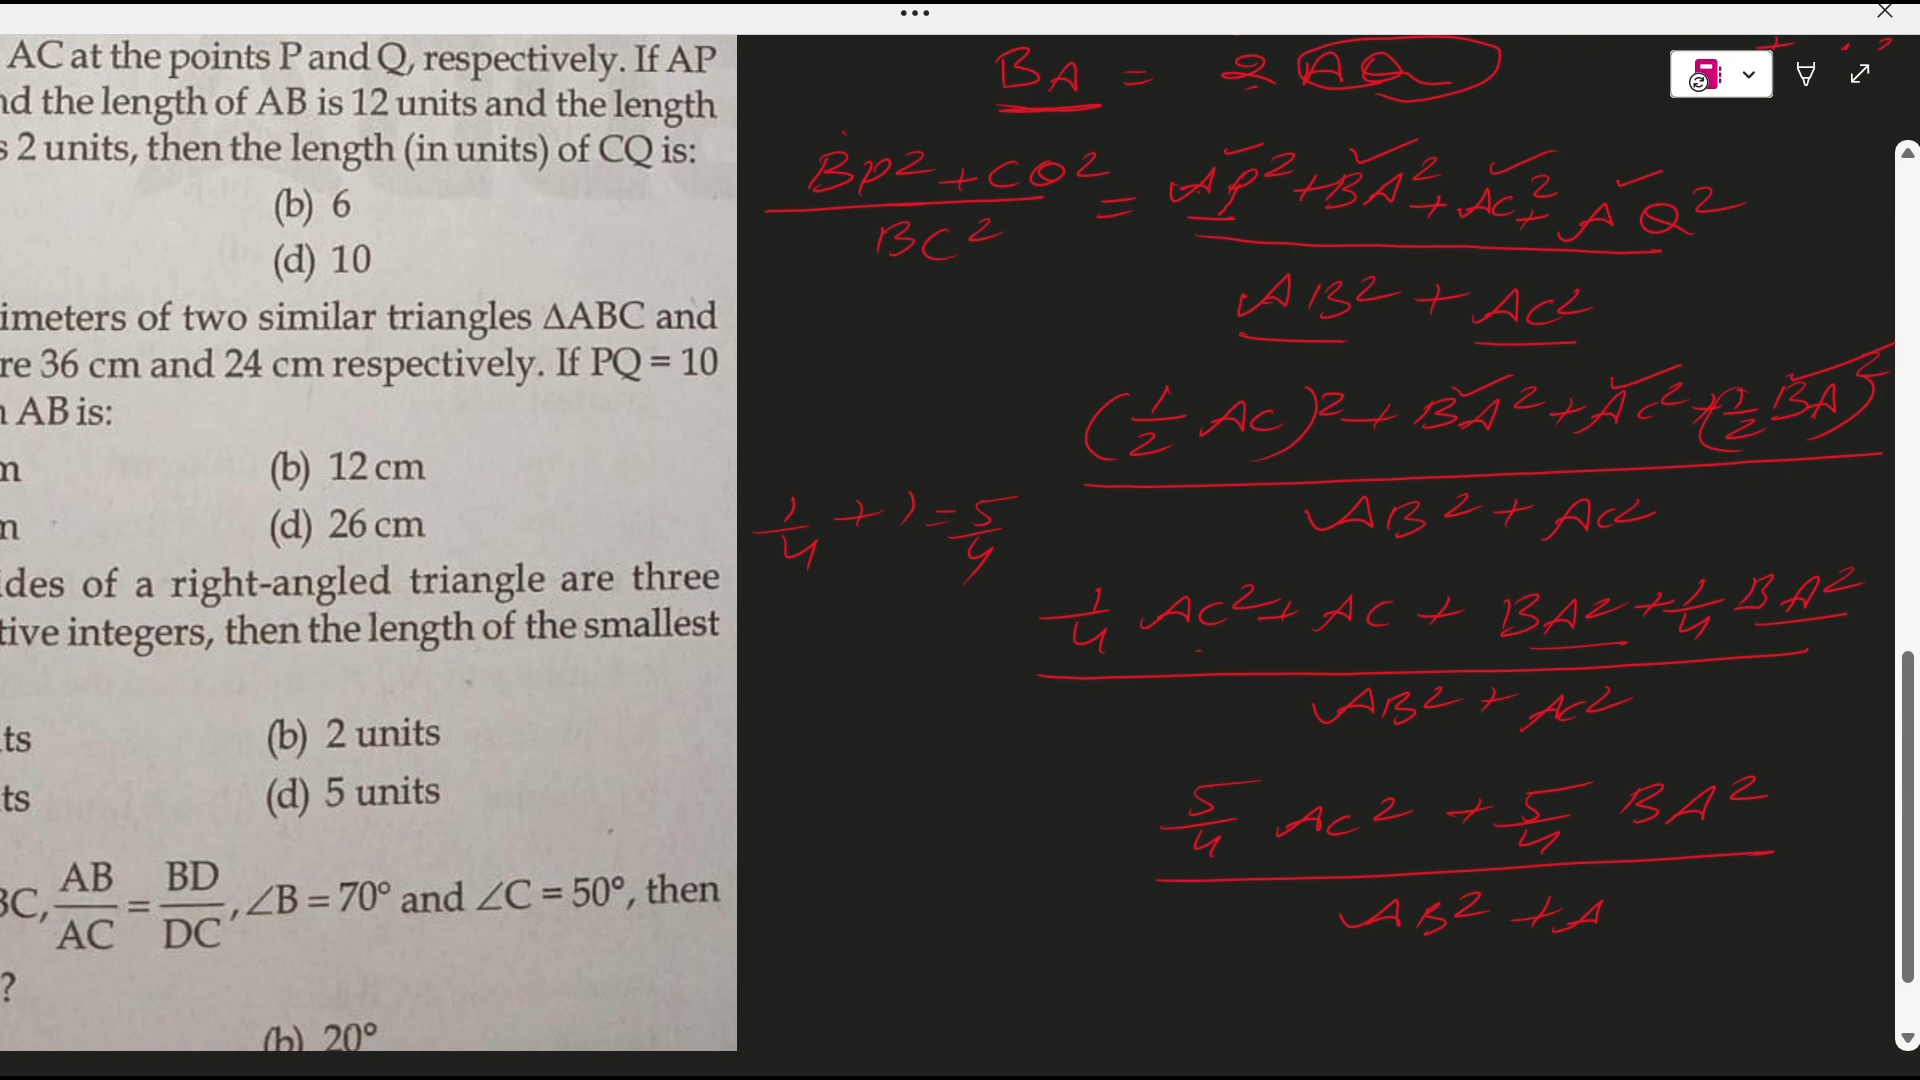 AC at the points P and Q, respectively. If AP
nd the length of AB is 12 units and the length
s 2 units, then the length (in units) of CQ is:
(b) 6
(d) 10
imeters of two similar triangles ΔABC and
re 36 cm and 24 cm respectively. If PQ = 10
AB is:
m (b) 12 cm
m (d) 26 cm
ides of a right-angled triangle are three
tive integers, then the length of the smallest
ts (b) 2 units
ts (d) 5 units
BC, AB/AC = BD/DC, ∠B = 70° and ∠C = 50°, then
?
(b) 20°
BA = 2 AQ
BP² + CQ² / BC² = AP² + BA² + AC² + AQ² / AB² + AC²
(1/2 AC)² + BA² + AC² + (1/2 BA)² / AB² + AC²
1/4 + 1 = 5/4
1/4 AC² + AC + BA² + 1/4 BA² / AB² + AC²
5/4 AC² + 5/4 BA² / AB² + A